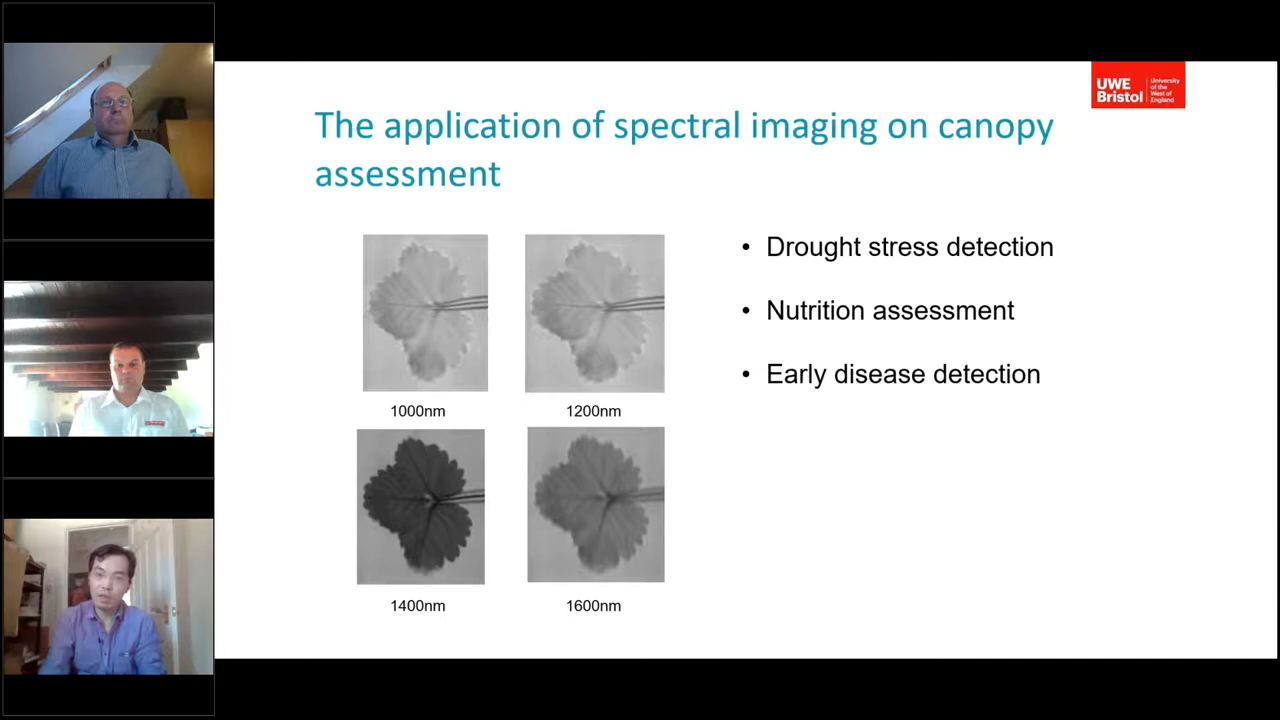 UWE
Bristol
University
of the
West of
England
The application of spectral imaging on canopy
assessment
• Drought stress detection
• Nutrition assessment
• Early disease detection
1000nm
1200nm
1400nm
1600nm